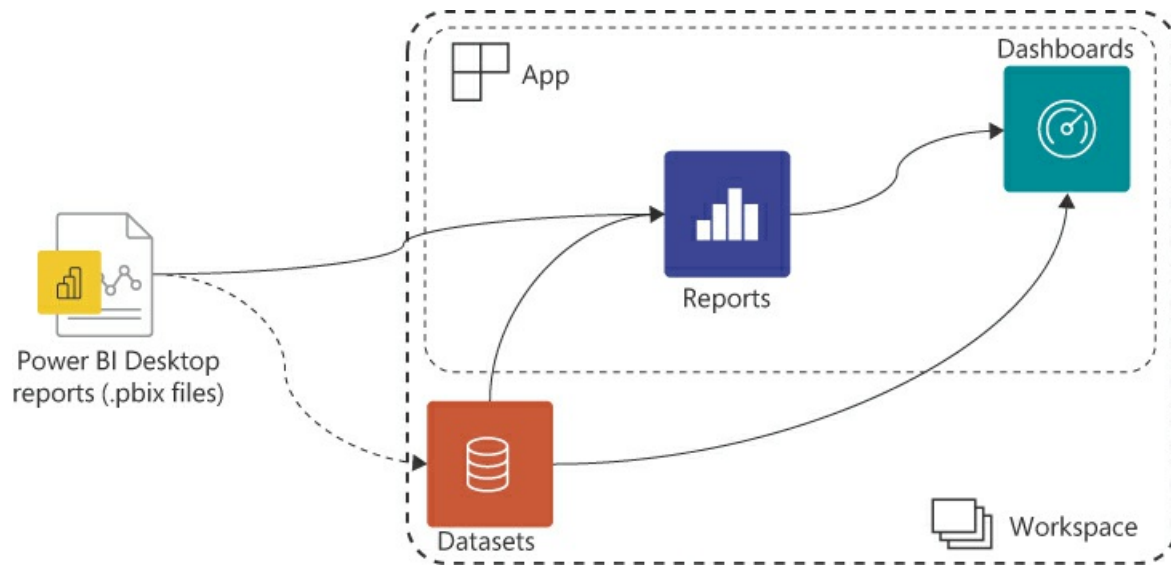 App
Dashboards
Reports
Power BI Desktop
reports (.pbix files)
Datasets
Workspace